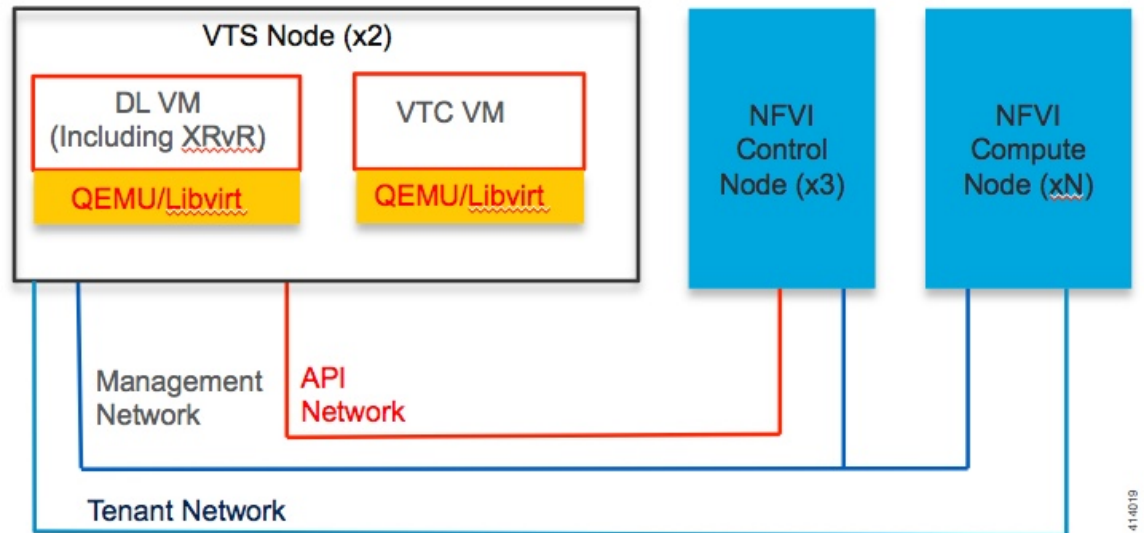 VTS Node (x2)
DL VM
(Including XRvR)
QEMU/Libvirt
VTC VM
QEMU/Libvirt
NFVI
Control
Node (x3)
NFVI
Compute
Node (xN)
Management
Network
API
Network
Tenant Network
414019